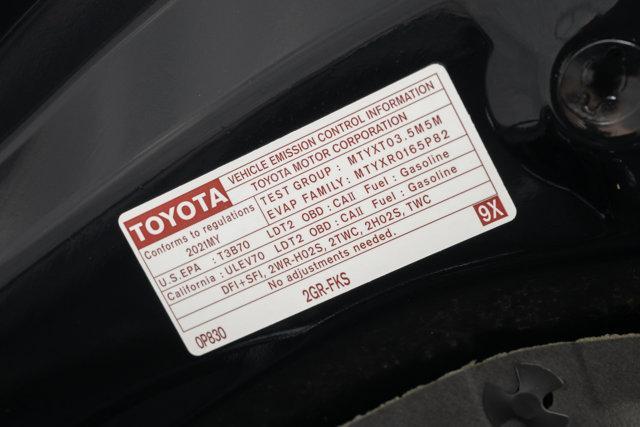 TOYOTA
VEHICLE EMISSION CONTROL INFORMATION
TOYOTA MOTOR CORPORATION
Conforms to regulations
2021MY
TEST GROUP : MTYXT03.5M5M
EVAP FAMILY: MTYXR0165P82
U.S.EPA : T3B70 LDT2 OBD : CAII Fuel : Gasoline
California : ULEV70 LDT2 OBD : CAII Fuel : Gasoline
DFI+SFI, 2WR-HO2S, 2TWC, 2HO2S, TWC
No adjustments needed.
9X
0P830
2GR-FKS